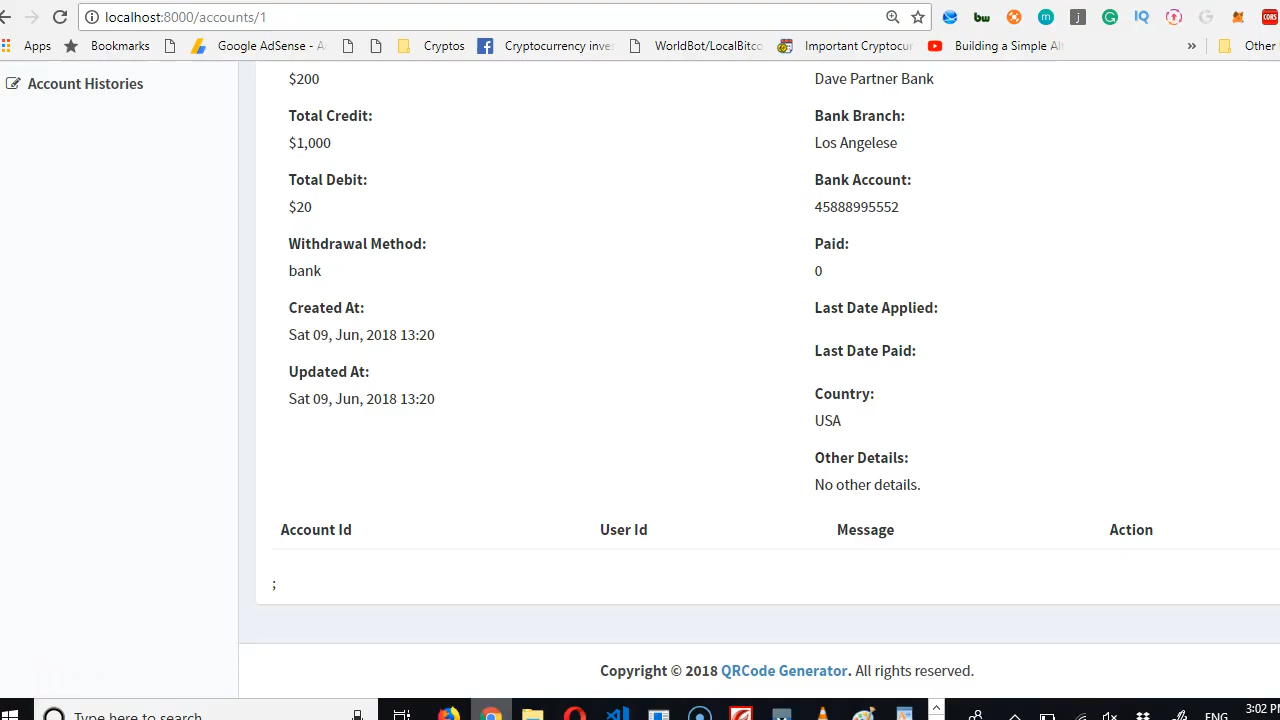 localhost:8000/accounts/1
Apps Bookmarks Google AdSense - A Cryptos Cryptocurrency inve WorldBot/LocalBitco Important Cryptocur Building a Simple Alt » Other
Account Histories
$200
Total Credit:
$1,000
Total Debit:
$20
Withdrawal Method:
bank
Created At:
Sat 09, Jun, 2018 13:20
Updated At:
Sat 09, Jun, 2018 13:20
Dave Partner Bank
Bank Branch:
Los Angelese
Bank Account:
45888995552
Paid:
0
Last Date Applied:
Last Date Paid:
Country:
USA
Other Details:
No other details.
Account Id User Id Message Action
;
Copyright © 2018 QRCode Generator. All rights reserved.
Type here to search
ENG
3:02 P